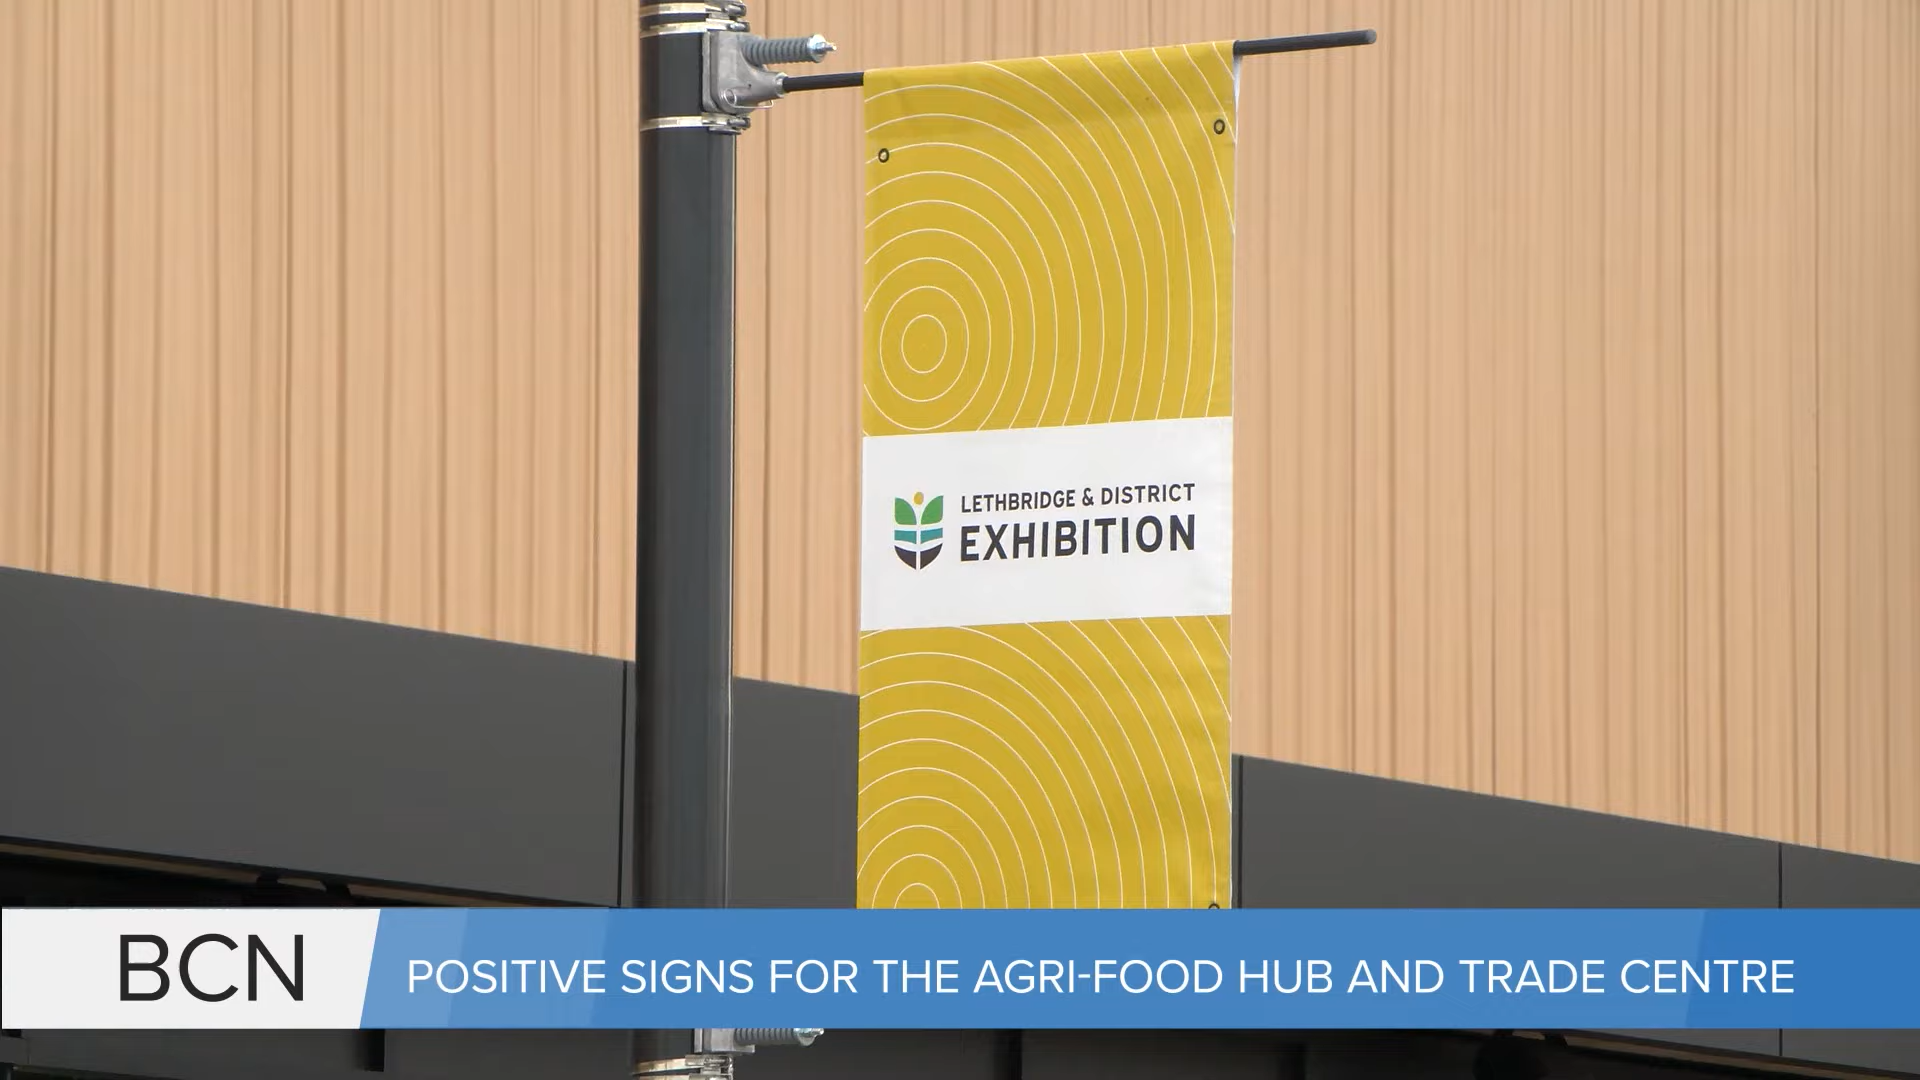 LETHBRIDGE & DISTRICT
EXHIBITION
BCN
POSITIVE SIGNS FOR THE AGRI-FOOD HUB AND TRADE CENTRE